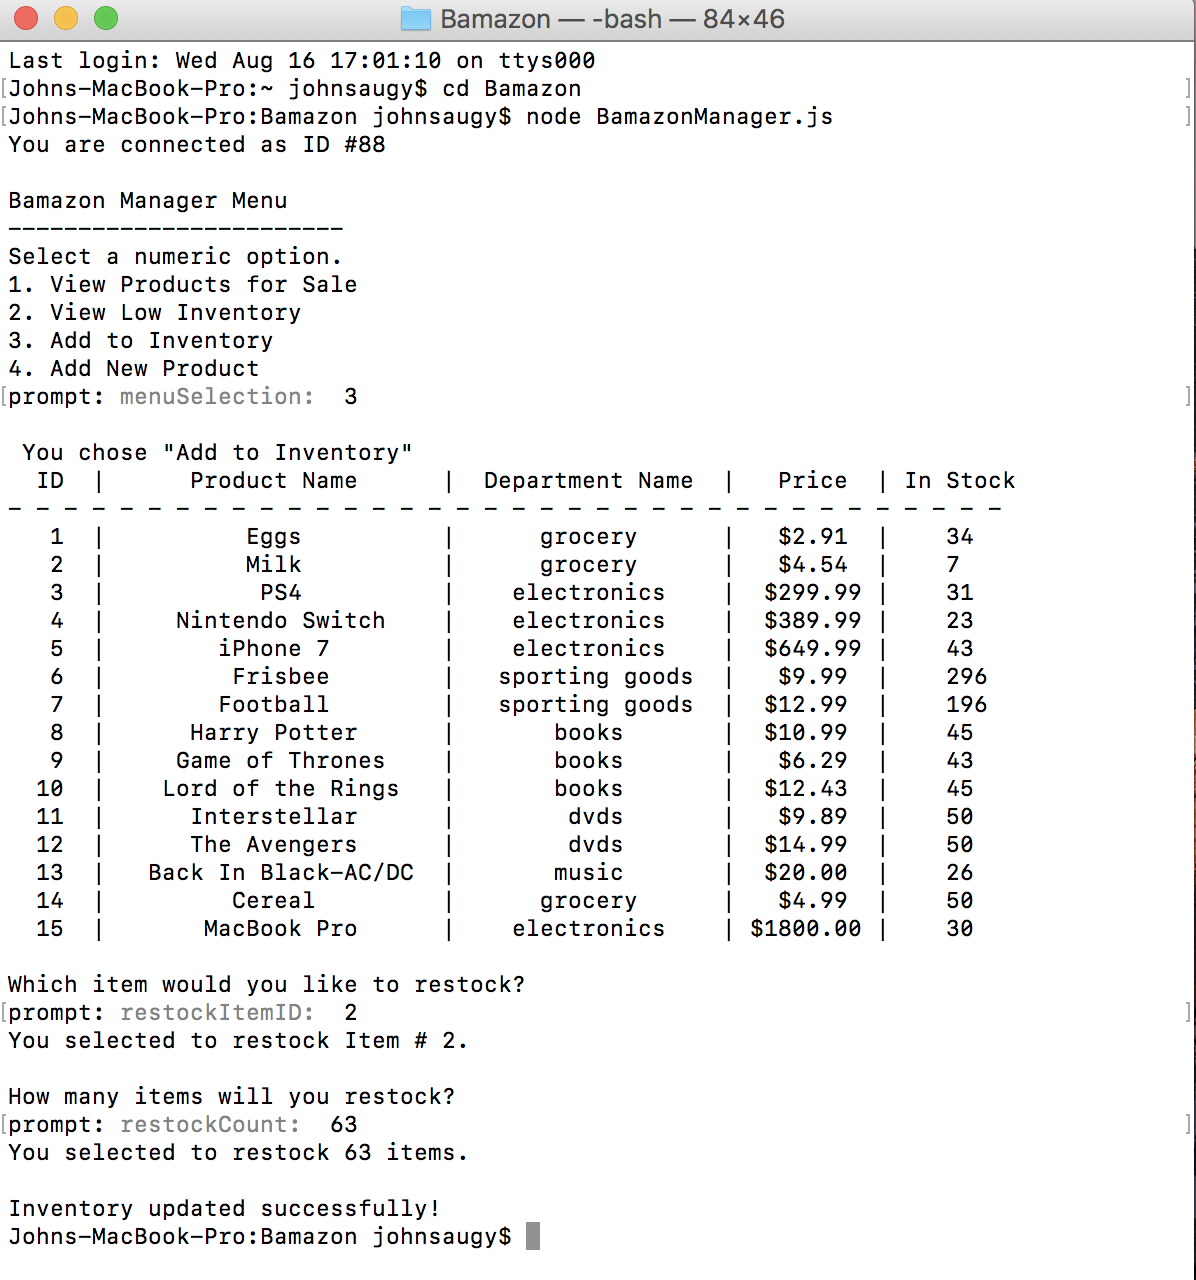 Bamazon — -bash — 84×46
Last login: Wed Aug 16 17:01:10 on ttys000
[Johns-MacBook-Pro:~ johnsaugy$ cd Bamazon ]
[Johns-MacBook-Pro:Bamazon johnsaugy$ node BamazonManager.js ]
You are connected as ID #88

Bamazon Manager Menu
------------------------
Select a numeric option.
1. View Products for Sale
2. View Low Inventory
3. Add to Inventory
4. Add New Product
[prompt: menuSelection:  3 ]

 You chose "Add to Inventory"
  ID  |      Product Name      |  Department Name  |   Price  | In Stock
- - - - - - - - - - - - - - - - - - - - - - - - - - - - - - - - - - - -
   1  |          Eggs          |      grocery      |   $2.91  |    34
   2  |          Milk          |      grocery      |   $4.54  |    7
   3  |           PS4          |    electronics    |  $299.99 |    31
   4  |     Nintendo Switch    |    electronics    |  $389.99 |    23
   5  |        iPhone 7        |    electronics    |  $649.99 |    43
   6  |         Frisbee        |   sporting goods  |   $9.99  |    296
   7  |        Football        |   sporting goods  |  $12.99  |    196
   8  |      Harry Potter      |       books       |  $10.99  |    45
   9  |     Game of Thrones    |       books       |   $6.29  |    43
  10  |    Lord of the Rings   |       books       |  $12.43  |    45
  11  |      Interstellar      |        dvds       |   $9.89  |    50
  12  |      The Avengers      |        dvds       |  $14.99  |    50
  13  |   Back In Black-AC/DC  |       music       |  $20.00  |    26
  14  |         Cereal         |      grocery      |   $4.99  |    50
  15  |       MacBook Pro      |    electronics    | $1800.00 |    30

Which item would you like to restock?
[prompt: restockItemID:  2 ]
You selected to restock Item # 2.

How many items will you restock?
[prompt: restockCount:  63 ]
You selected to restock 63 items.

Inventory updated successfully!
Johns-MacBook-Pro:Bamazon johnsaugy$